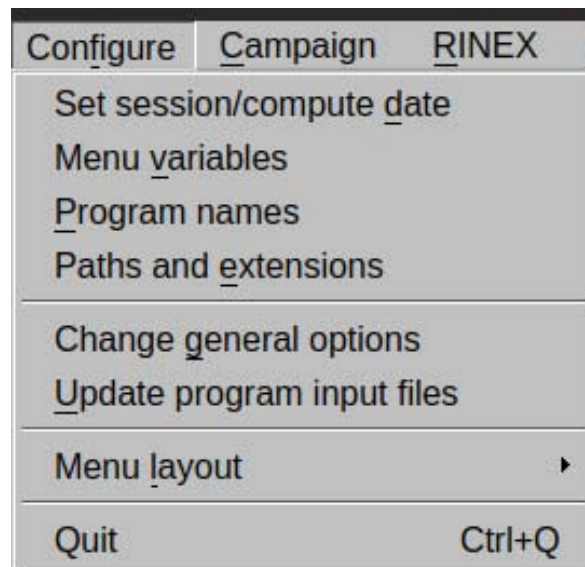 Configure Campaign RINEX
Set session/compute date
Menu variables
Program names
Paths and extensions
Change general options
Update program input files
Menu layout
Quit Ctrl+Q